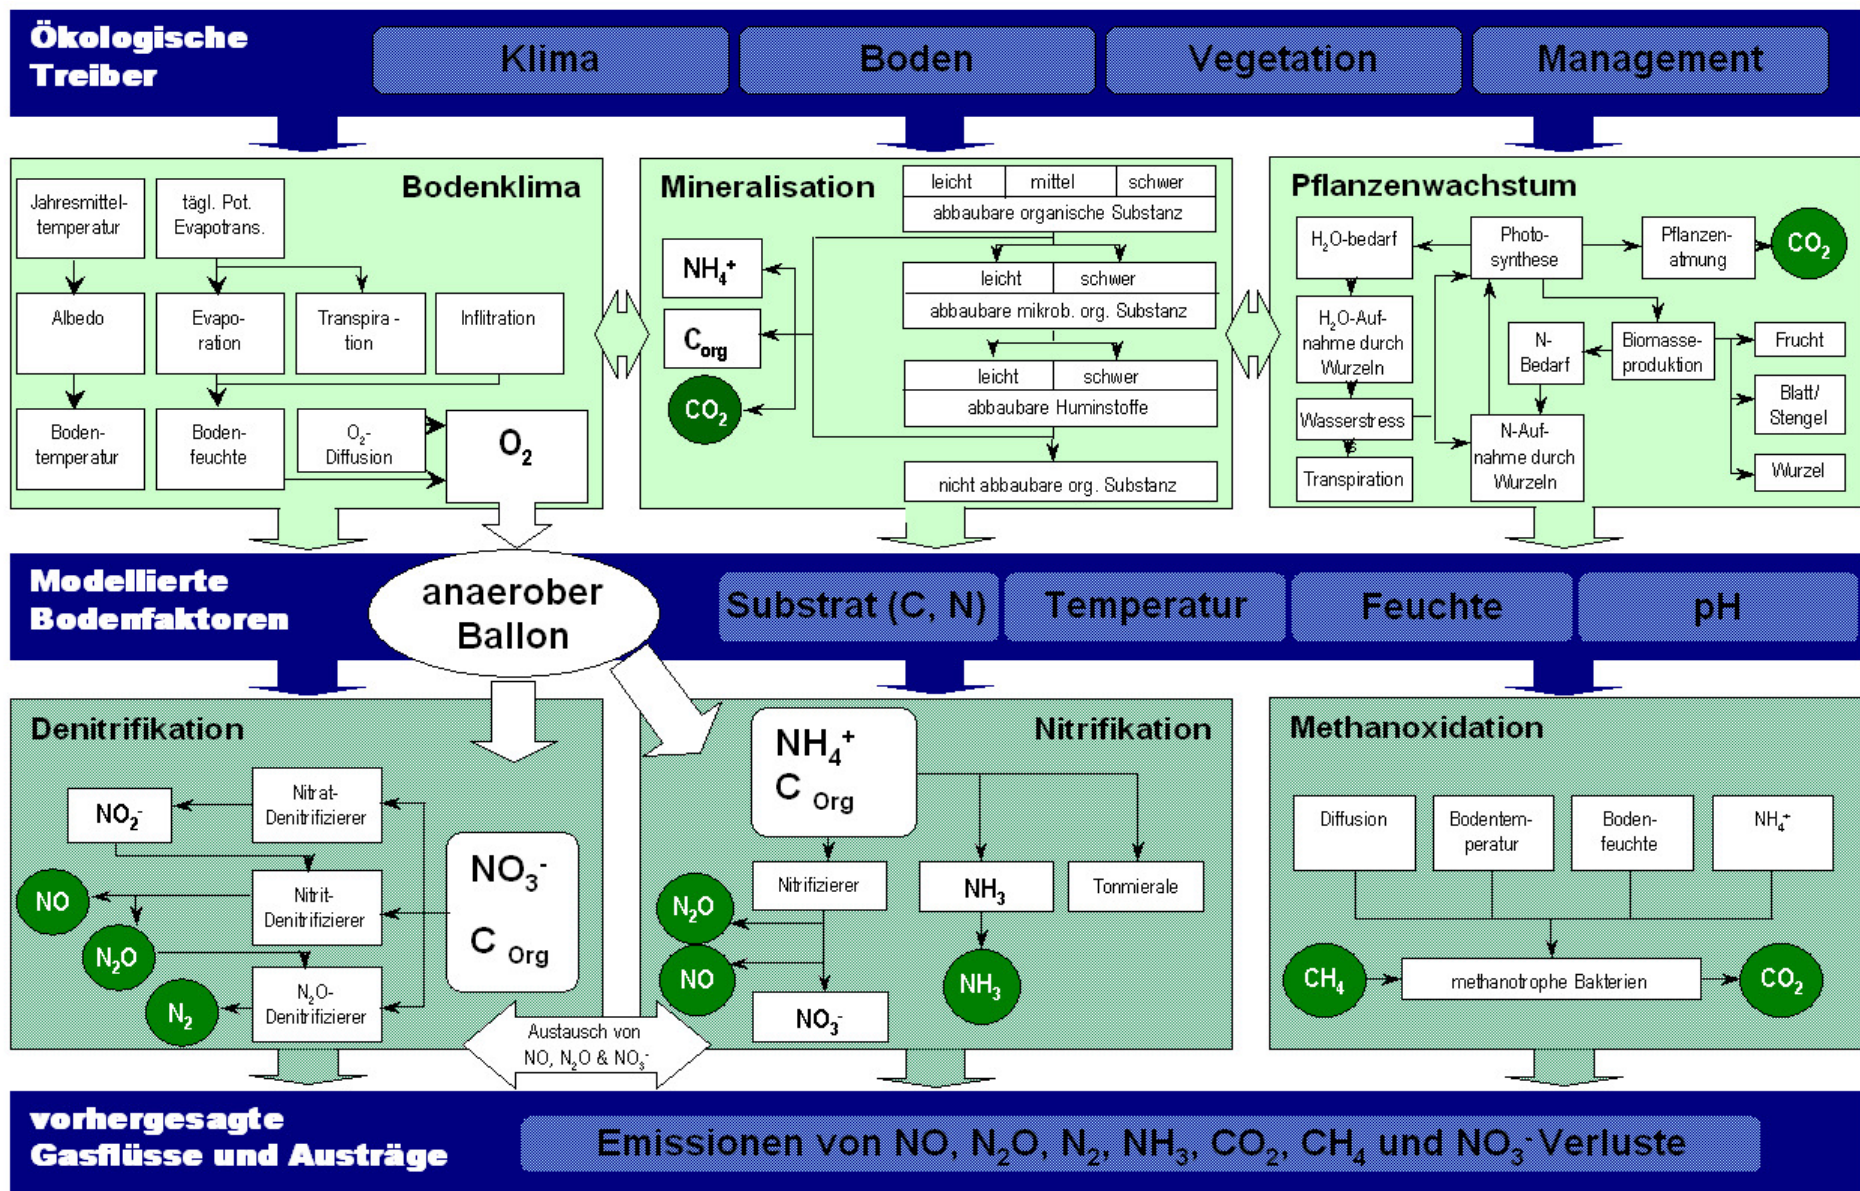 Ökologische
Treiber
Klima
Boden
Vegetation
Management
Bodenklima
Jahresmittel-
temperatur
tägl. Pot.
Evapotrans.
Albedo
Evapo-
ration
Transpira -
tion
Inflitration
Boden-
temperatur
Boden-
feuchte
O₂-
Diffusion
O₂
Mineralisation
leicht mittel schwer
abbaubare organische Substanz
NH₄⁺
leicht schwer
abbaubare mikrob. org. Substanz
C org
leicht schwer
abbaubare Huminstoffe
CO₂
nicht abbaubare org. Substanz
Pflanzenwachstum
H₂O-bedarf
Photo-
synthese
Pflanzen-
atmung
CO₂
H₂O-Auf-
nahme durch
Wurzeln
N-
Bedarf
Biomasse-
produktion
Frucht
Blatt/
Stengel
Wasserstress
s
N-Auf-
nahme durch
Wurzeln
Wurzel
Transpiration
Modellierte
Bodenfaktoren
anaerober
Ballon
Substrat (C, N)
Temperatur
Feuchte
pH
Denitrifikation
NO₂⁻
Nitrat-
Denitrifizierer
NO
Nitrit-
Denitrifizierer
NO₃⁻
C Org
N₂O
N₂
N₂O-
Denitrifizierer
Austausch von
NO, N₂O & NO₃⁻
Nitrifikation
NH₄⁺
C Org
Nitrifizierer
NH₃
Tonmierale
N₂O
NO
NH₃
NO₃⁻
Methanoxidation
Diffusion
Bodentem-
peratur
Boden-
feuchte
NH₄⁺
CH₄
methanotrophe Bakterien
CO₂
vorhergesagte
Gasflüsse und Austräge
Emissionen von NO, N₂O, N₂, NH₃, CO₂, CH₄ und NO₃⁻ Verluste